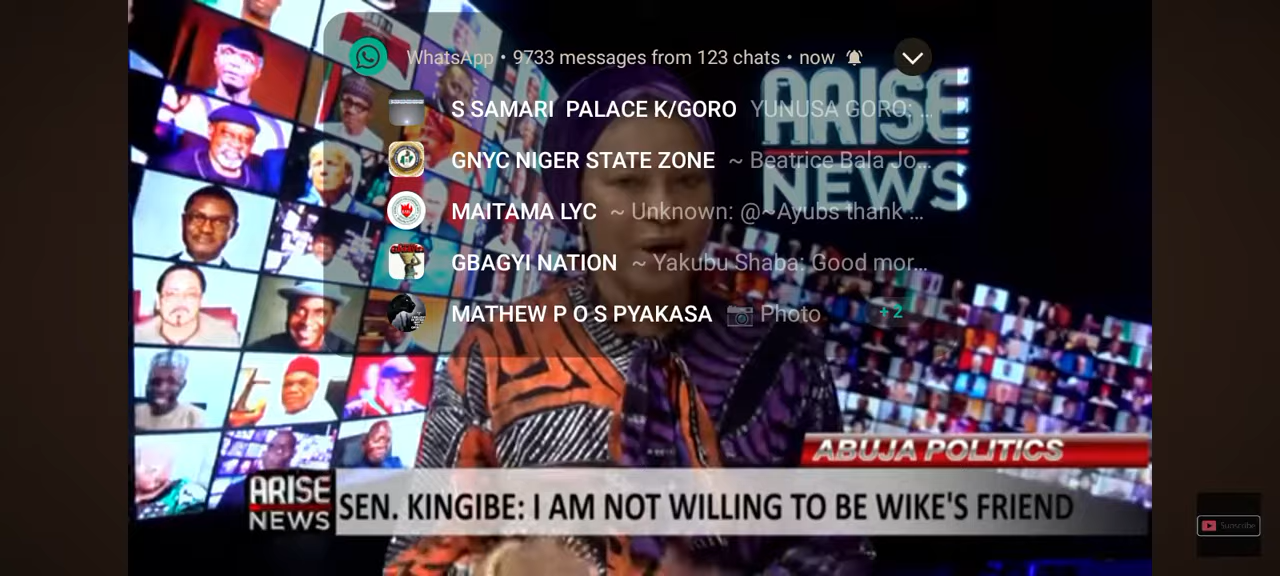 WhatsApp • 9733 messages from 123 chats • now
S SAMARI PALACE K/GORO YUNUSA GORO: ...
GNYC NIGER STATE ZONE ~ Beatrice Bala Jo...
MAITAMA LYC ~ Unknown: @~Ayubs thank ...
GBAGYI NATION ~ Yakubu Shaba: Good mor...
MATHEW P O S PYAKASA Photo +2
ARISE
NEWS
ABUJA POLITICS
ARISE
NEWS
SEN. KINGIBE: I AM NOT WILLING TO BE WIKE'S FRIEND